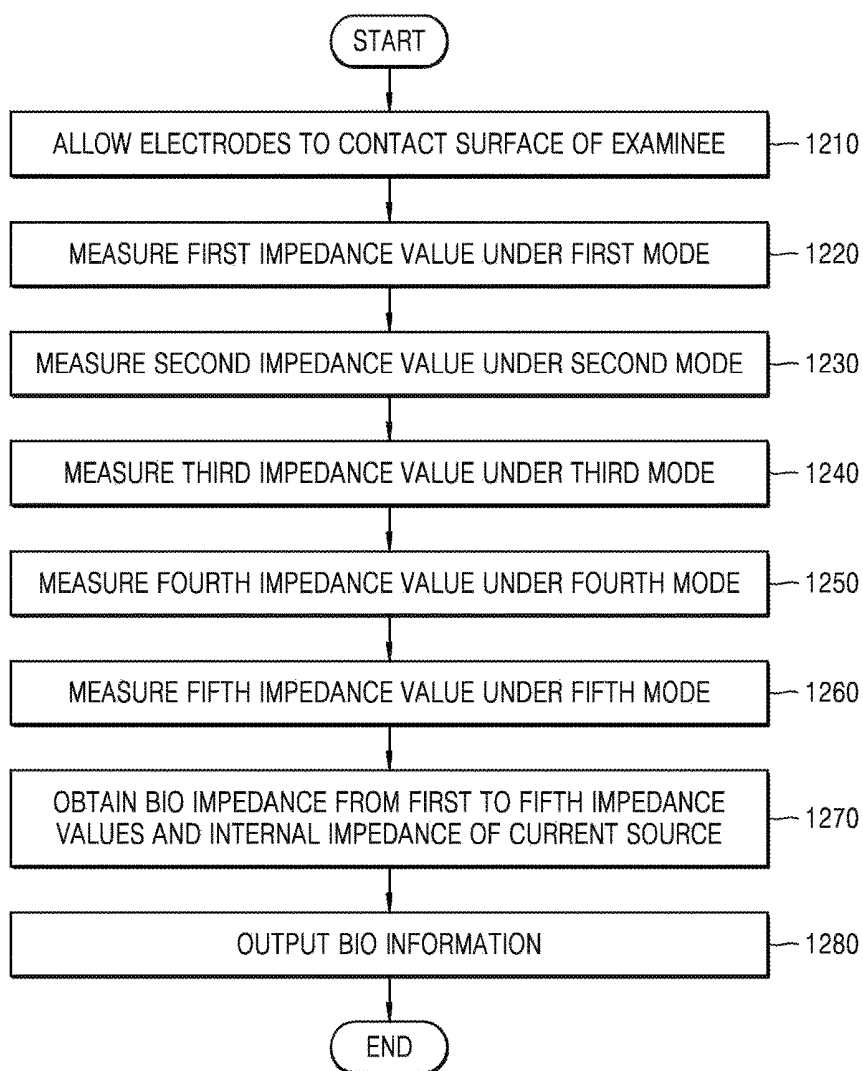 START
ALLOW ELECTRODES TO CONTACT SURFACE OF EXAMINEE
1210
MEASURE FIRST IMPEDANCE VALUE UNDER FIRST MODE
1220
MEASURE SECOND IMPEDANCE VALUE UNDER SECOND MODE
1230
MEASURE THIRD IMPEDANCE VALUE UNDER THIRD MODE
1240
MEASURE FOURTH IMPEDANCE VALUE UNDER FOURTH MODE
1250
MEASURE FIFTH IMPEDANCE VALUE UNDER FIFTH MODE
1260
OBTAIN BIO IMPEDANCE FROM FIRST TO FIFTH IMPEDANCE
VALUES AND INTERNAL IMPEDANCE OF CURRENT SOURCE
1270
OUTPUT BIO INFORMATION
1280
END